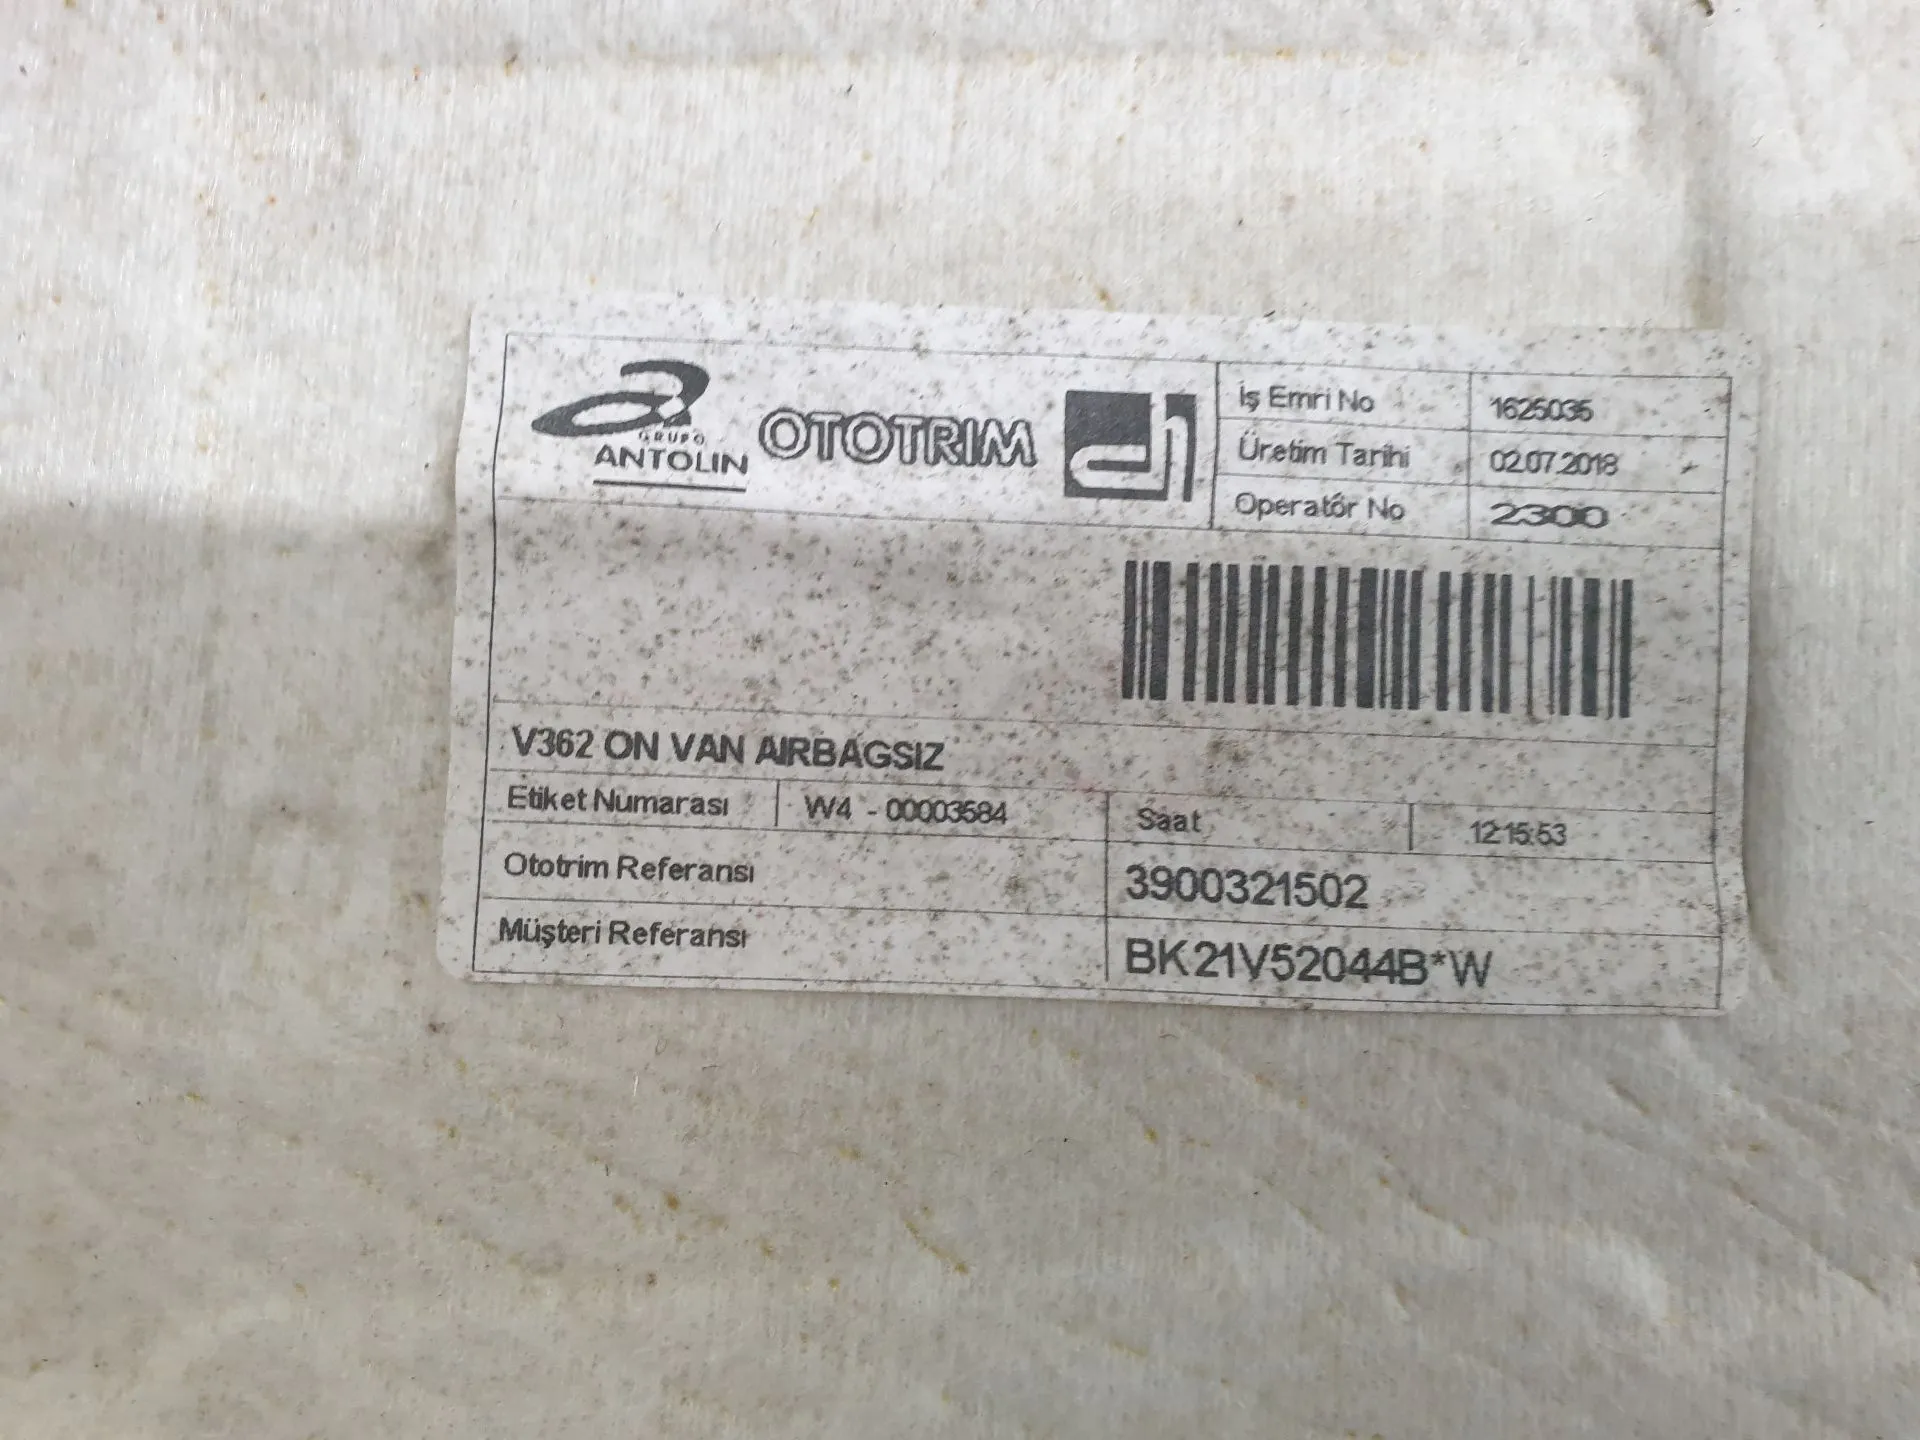 GRUPO
ANTOLIN
OTOTRIM
İş Emri No 1625035
Üretim Tarihi 02.07.2018
Operatör No 2300
V362 ON VAN AIRBAGSIZ
Etiket Numarası W4 - 00003584 Saat 12:15:53
Ototrim Referansı 3900321502
Müşteri Referansı BK21V52044B*W